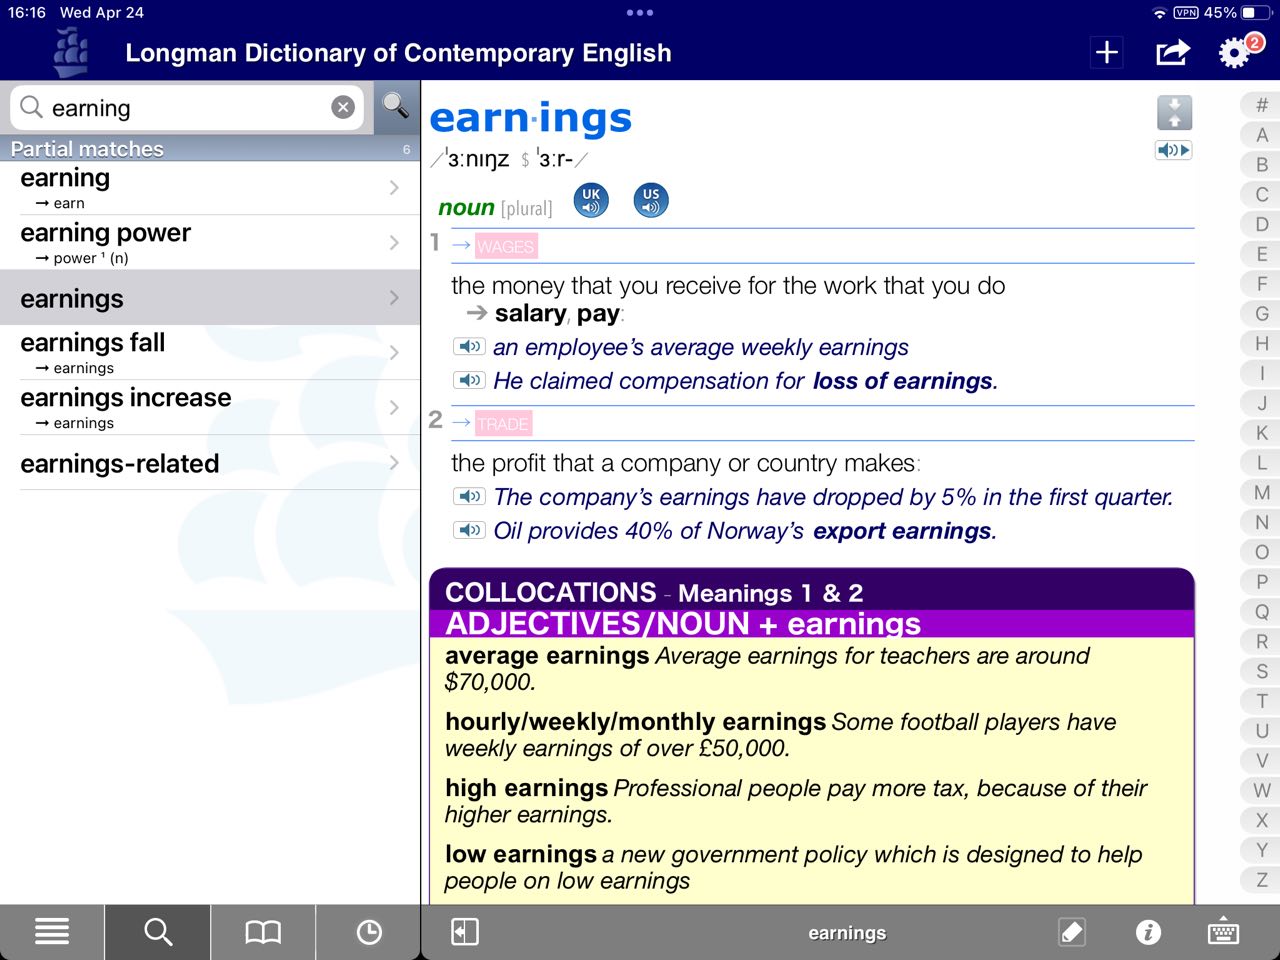 16:16 Wed Apr 24
VPN 45%
Longman Dictionary of Contemporary English
2
earning
Partial matches 6
earning
→ earn
earning power
→ power ¹ (n)
earnings
earnings fall
→ earnings
earnings increase
→ earnings
earnings-related
earn·ings
/ˈɜːnɪŋz $ ˈɜːr-/
noun [plural] UK US
1 → WAGES
the money that you receive for the work that you do
→ salary, pay:
an employee's average weekly earnings
He claimed compensation for loss of earnings.
2 → TRADE
the profit that a company or country makes:
The company's earnings have dropped by 5% in the first quarter.
Oil provides 40% of Norway's export earnings.
COLLOCATIONS - Meanings 1 & 2
ADJECTIVES/NOUN + earnings
average earnings Average earnings for teachers are around
$70,000.
hourly/weekly/monthly earnings Some football players have
weekly earnings of over £50,000.
high earnings Professional people pay more tax, because of their
higher earnings.
low earnings a new government policy which is designed to help
people on low earnings
#
A
B
C
D
E
F
G
H
I
J
K
L
M
N
O
P
Q
R
S
T
U
V
W
X
Y
Z
earnings